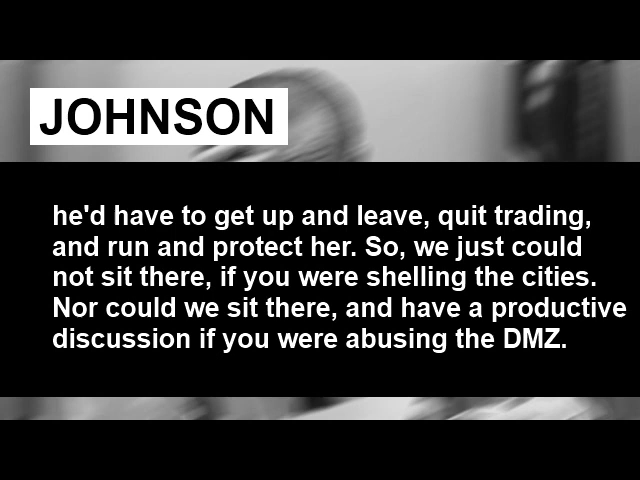 JOHNSON
he'd have to get up and leave, quit trading,
and run and protect her. So, we just could
not sit there, if you were shelling the cities.
Nor could we sit there, and have a productive
discussion if you were abusing the DMZ.